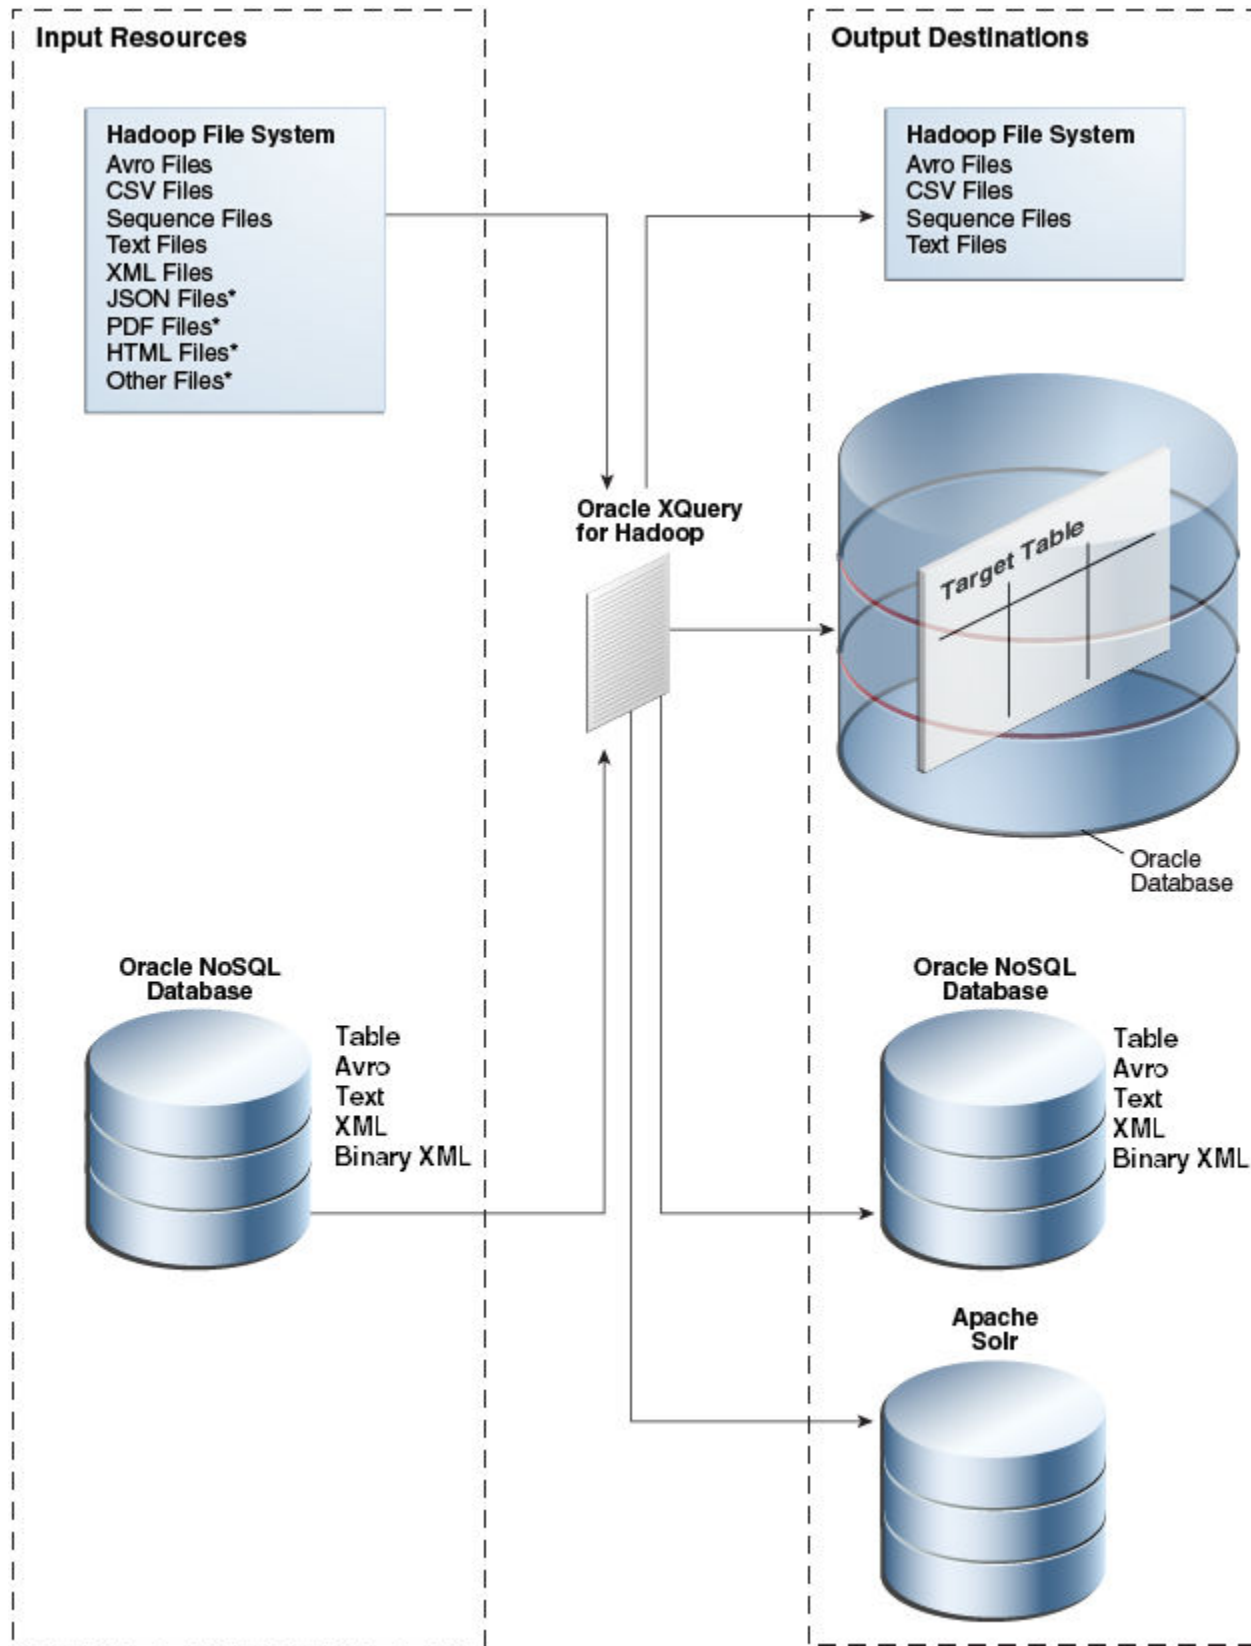 Input Resources
Hadoop File System
Avro Files
CSV Files
Sequence Files
Text Files
XML Files
JSON Files*
PDF Files*
HTML Files*
Other Files*
Oracle NoSQL
Database
Table
Avro
Text
XML
Binary XML
Oracle XQuery
for Hadoop
Output Destinations
Hadoop File System
Avro Files
CSV Files
Sequence Files
Text Files
Target Table
Oracle
Database
Oracle NoSQL
Database
Table
Avro
Text
XML
Binary XML
Apache
Solr